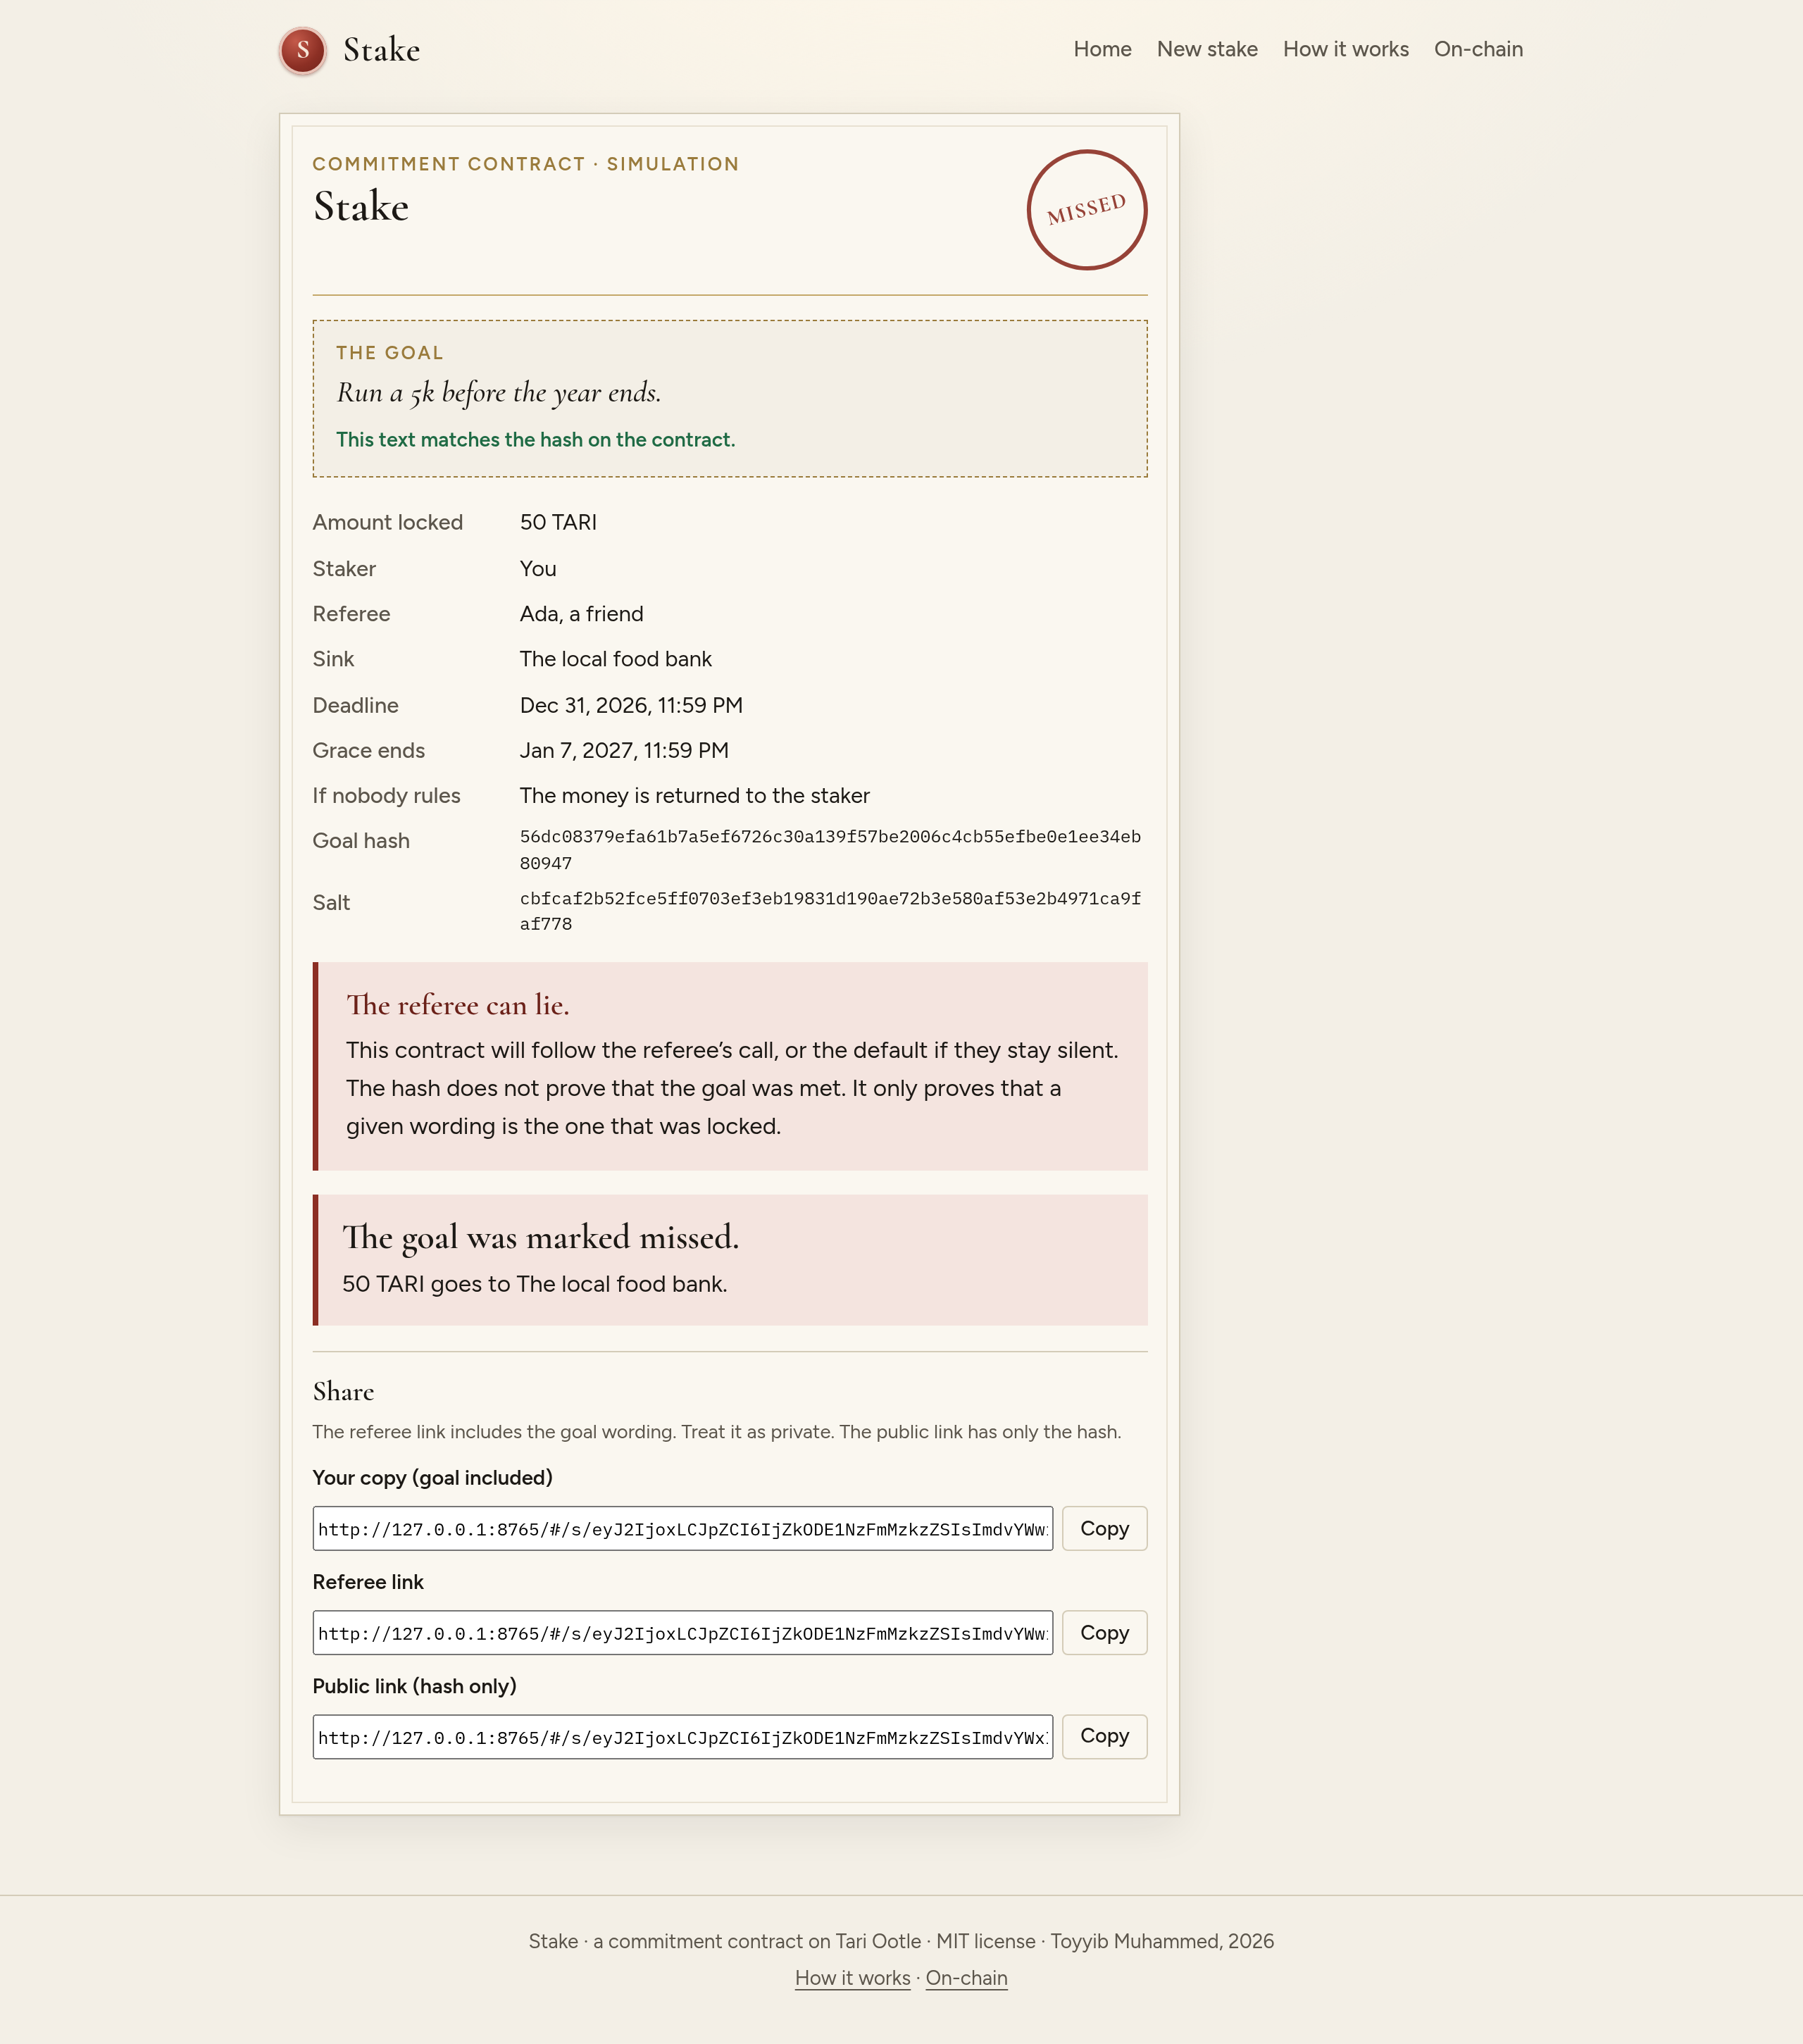 S
Stake
Home
New stake
How it works
On-chain
COMMITMENT CONTRACT · SIMULATION
Stake
MISSED
THE GOAL
Run a 5k before the year ends.
This text matches the hash on the contract.
Amount locked 50 TARI
Staker You
Referee Ada, a friend
Sink The local food bank
Deadline Dec 31, 2026, 11:59 PM
Grace ends Jan 7, 2027, 11:59 PM
If nobody rules The money is returned to the staker
Goal hash 56dc08379efa61b7a5ef6726c30a139f57be2006c4cb55efbe0e1ee34eb
80947
Salt cbfcaf2b52fce5ff0703ef3eb19831d190ae72b3e580af53e2b4971ca9f
af778
The referee can lie.
This contract will follow the referee’s call, or the default if they stay silent.
The hash does not prove that the goal was met. It only proves that a
given wording is the one that was locked.
The goal was marked missed.
50 TARI goes to The local food bank.
Share
The referee link includes the goal wording. Treat it as private. The public link has only the hash.
Your copy (goal included)
http://127.0.0.1:8765/#/s/eyJ2IjoxLCJpZCI6IjZkODE1NzFmMzkzZSIsImdvYWw
Copy
Referee link
http://127.0.0.1:8765/#/s/eyJ2IjoxLCJpZCI6IjZkODE1NzFmMzkzZSIsImdvYWw
Copy
Public link (hash only)
http://127.0.0.1:8765/#/s/eyJ2IjoxLCJpZCI6IjZkODE1NzFmMzkzZSIsImdvYWx
Copy
Stake · a commitment contract on Tari Ootle · MIT license · Toyyib Muhammed, 2026
How it works · On-chain